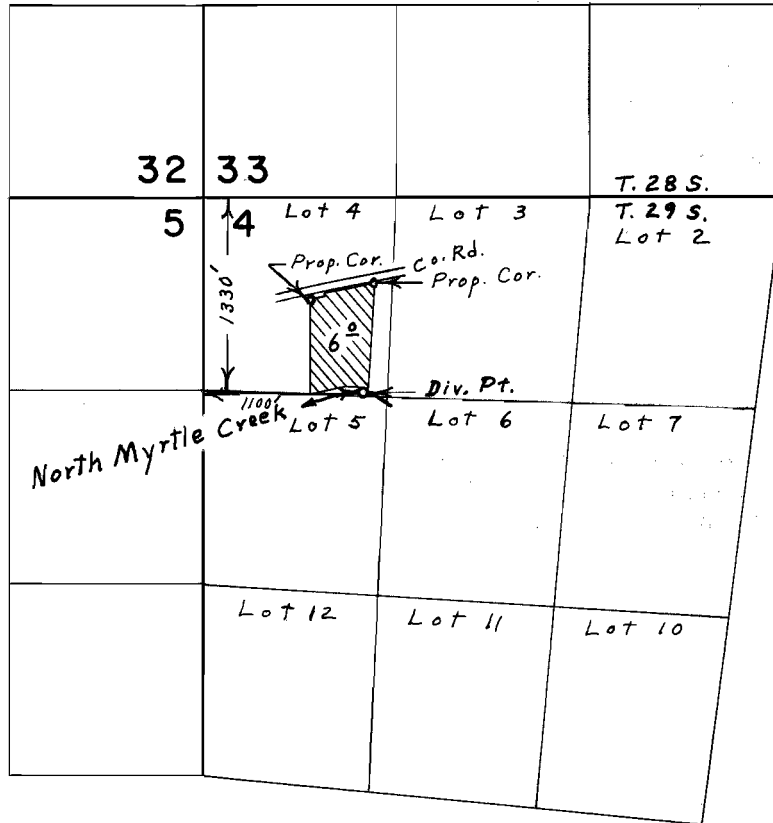 32 33
T. 28 S.
5 4 Lot 4 Lot 3 T. 29 S.
Lot 2
Prop. Cor. Co. Rd.
Prop. Cor.
1330'
6 º
Div. Pt.
1100'
Lot 5 Lot 6 Lot 7
North Myrtle Creek
Lot 12 Lot 11 Lot 10